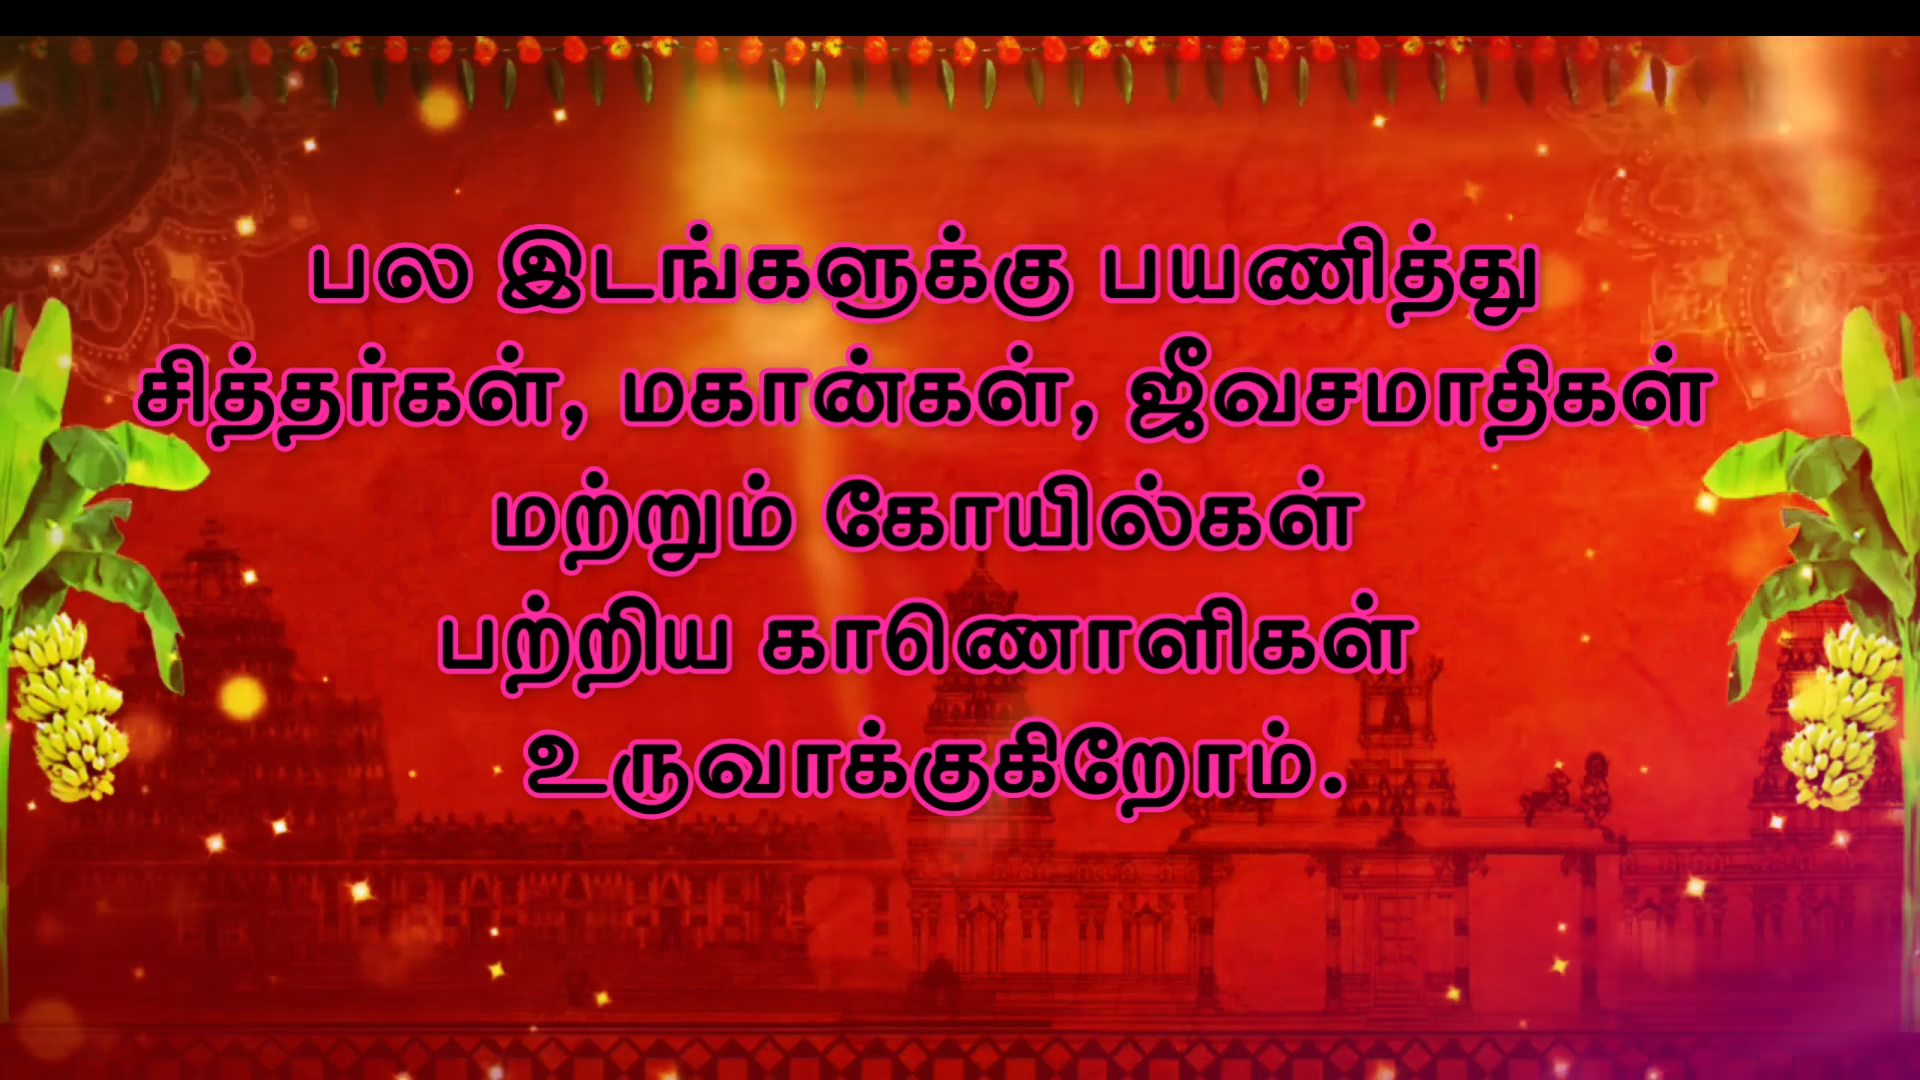 பல இடங்களுக்கு பயணித்து
சித்தர்கள், மகான்கள், ஜீவசமாதிகள்
மற்றும் கோயில்கள்
பற்றிய காணொளிகள்
உருவாக்குகிறோம்.